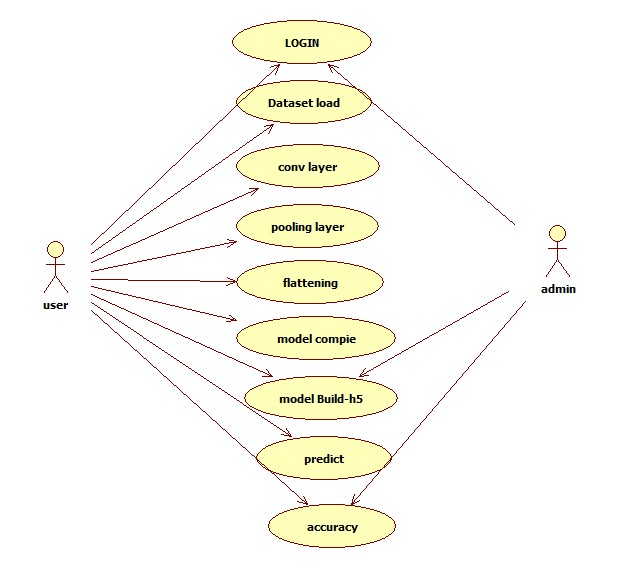 LOGIN
Dataset load
conv layer
pooling layer
flattening
user
admin
model compie
model Build-h5
predict
accuracy